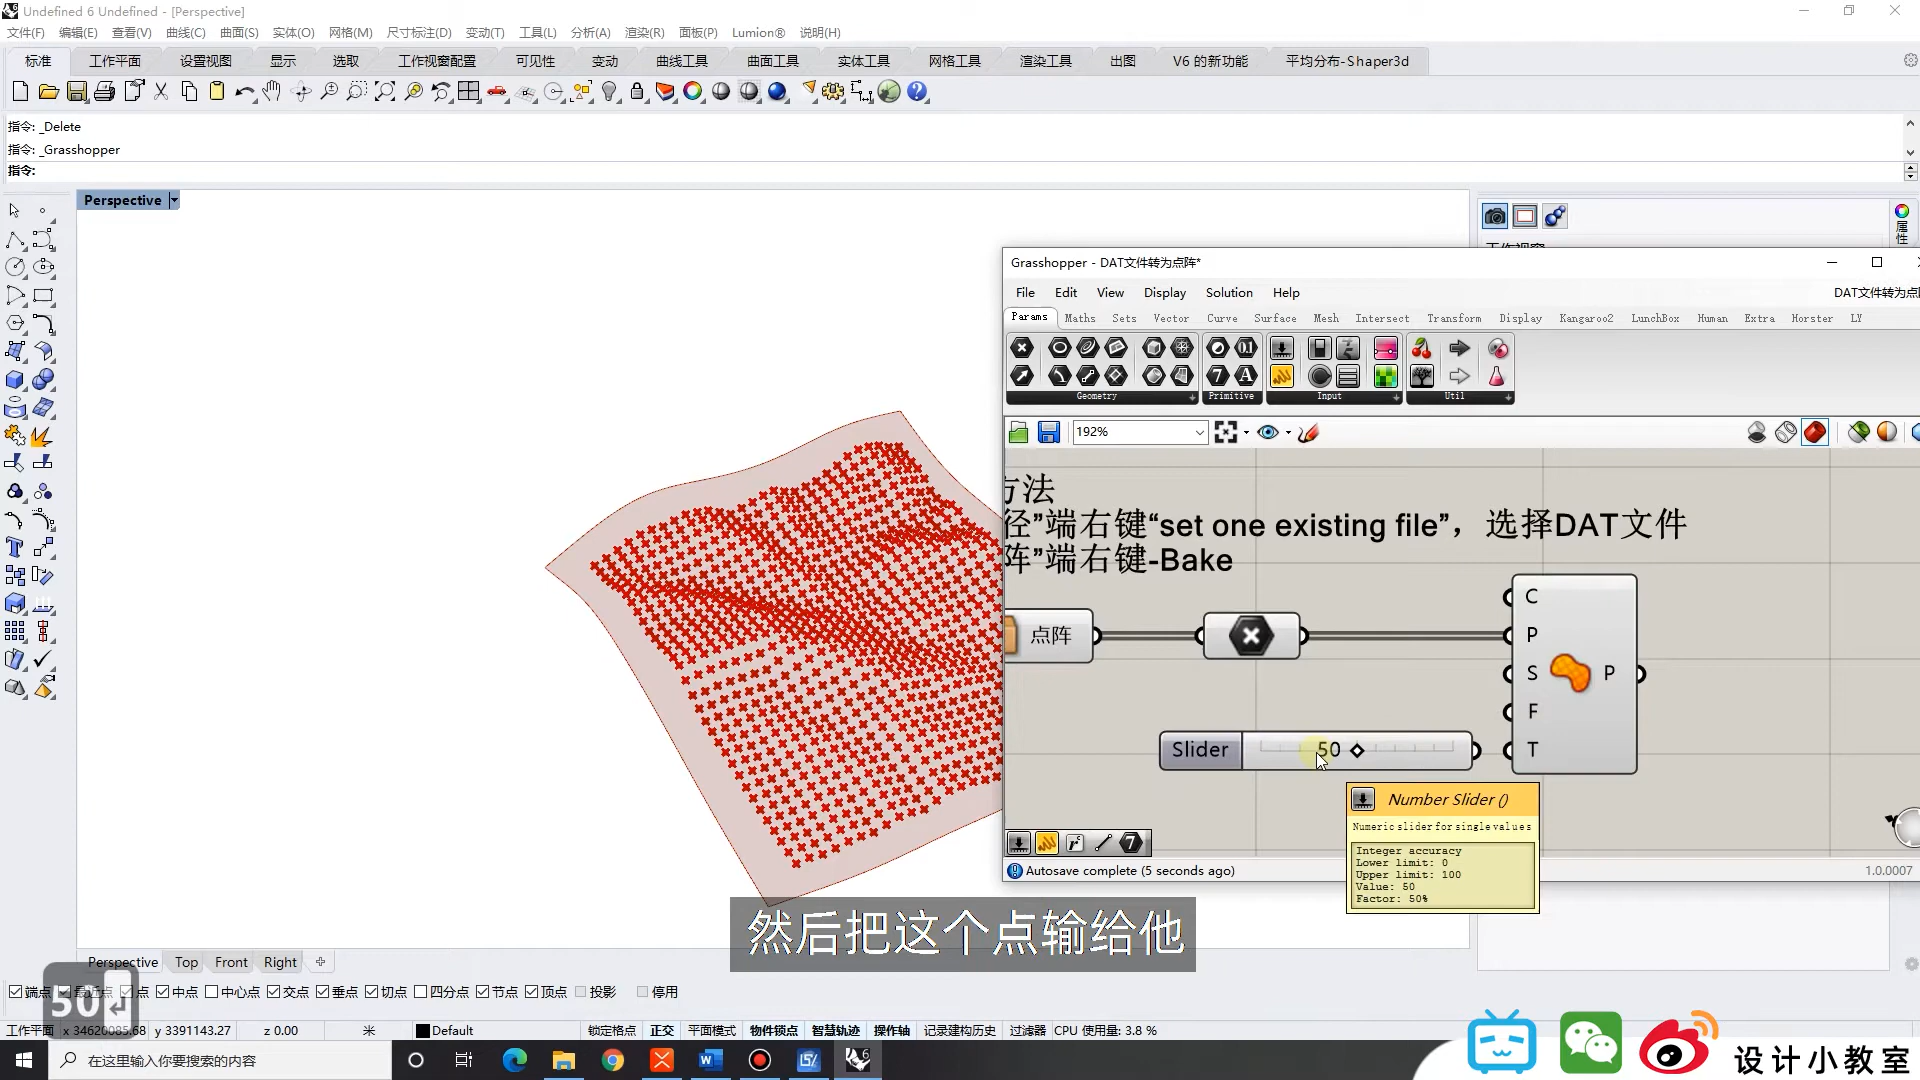 Undefined 6 Undefined - [Perspective]
文件(F) 编辑(E) 查看(V) 曲线(C) 曲面(S) 实体(O) 网格(M) 尺寸标注(D) 变动(T) 工具(L) 分析(A) 渲染(R) 面板(P) Lumion® 说明(H)
标准 工作平面 设置视图 显示 选取 工作视窗配置 可见性 变动 曲线工具 曲面工具 实体工具 网格工具 渲染工具 出图 V6 的新功能 平均分布-Shaper3d
指令: _Delete
指令: _Grasshopper
指令:
Perspective
属性
Grasshopper - DAT文件转为点阵*
File Edit View Display Solution Help
DAT文件转为点
Params Maths Sets Vector Curve Surface Mesh Intersect Transform Display Kangaroo2 LunchBox Human Extra Horster LY
Geometry Primitive Input Util
192%
方法
径”端右键“set one existing file”，选择DAT文件
阵”端右键-Bake
点阵
C
P
S P
F
T
Slider 50
Number Slider ()
Numeric slider for single values
Integer accuracy
Lower limit: 0
Upper limit: 100
Value: 50
Factor: 50%
Autosave complete (5 seconds ago)
1.0.0007
然后把这个点输给他
Perspective Top Front Right
50
端点 点 中点 中心点 交点 垂点 切点 四分点 节点 顶点 投影 停用
工作平面 x 34620085.68 y 3391143.27 z 0.00 米 Default 锁定格点 正交 平面模式 物件锁点 智慧轨迹 操作轴 记录建构历史 过滤器 CPU 使用量: 3.8 %
在这里输入你要搜索的内容
设计小教室